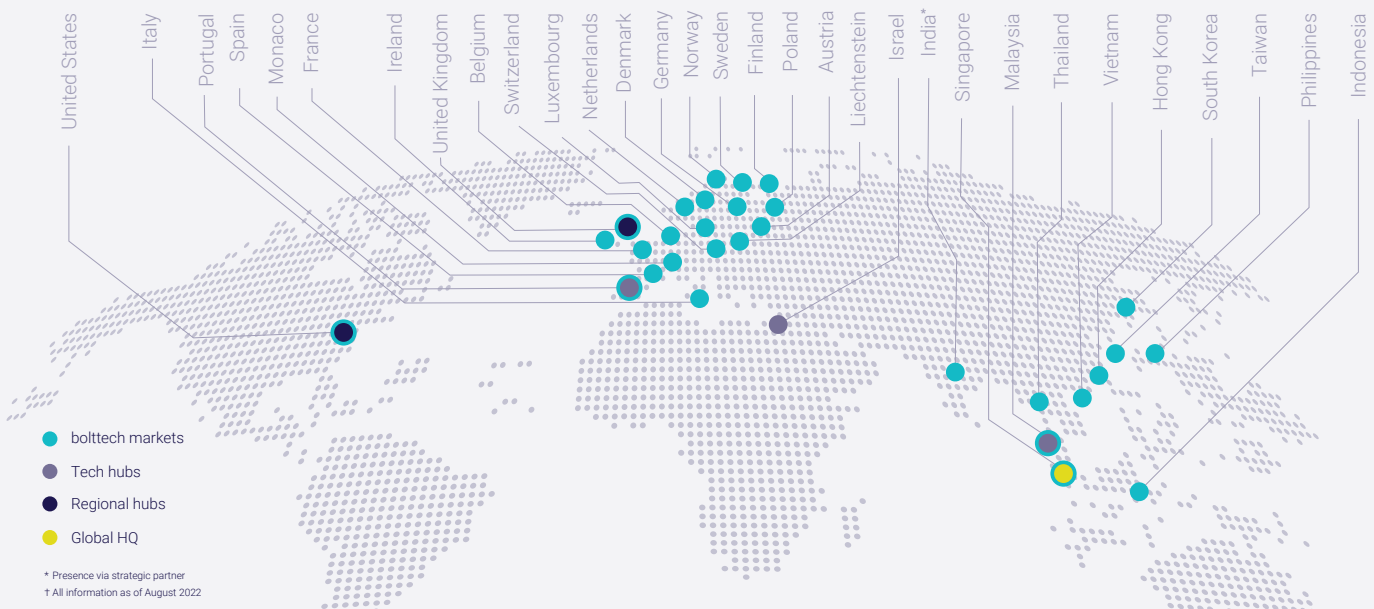 United States
Italy
Portugal
Spain
Monaco
France
Ireland
United Kingdom
Belgium
Switzerland
Luxembourg
Netherlands
Denmark
Germany
Norway
Sweden
Finland
Poland
Austria
Liechtenstein
Israel
India*
Singapore
Malaysia
Thailand
Vietnam
Hong Kong
South Korea
Taiwan
Philippines
Indonesia
bolttech markets
Tech hubs
Regional hubs
Global HQ
* Presence via strategic partner
† All information as of August 2022